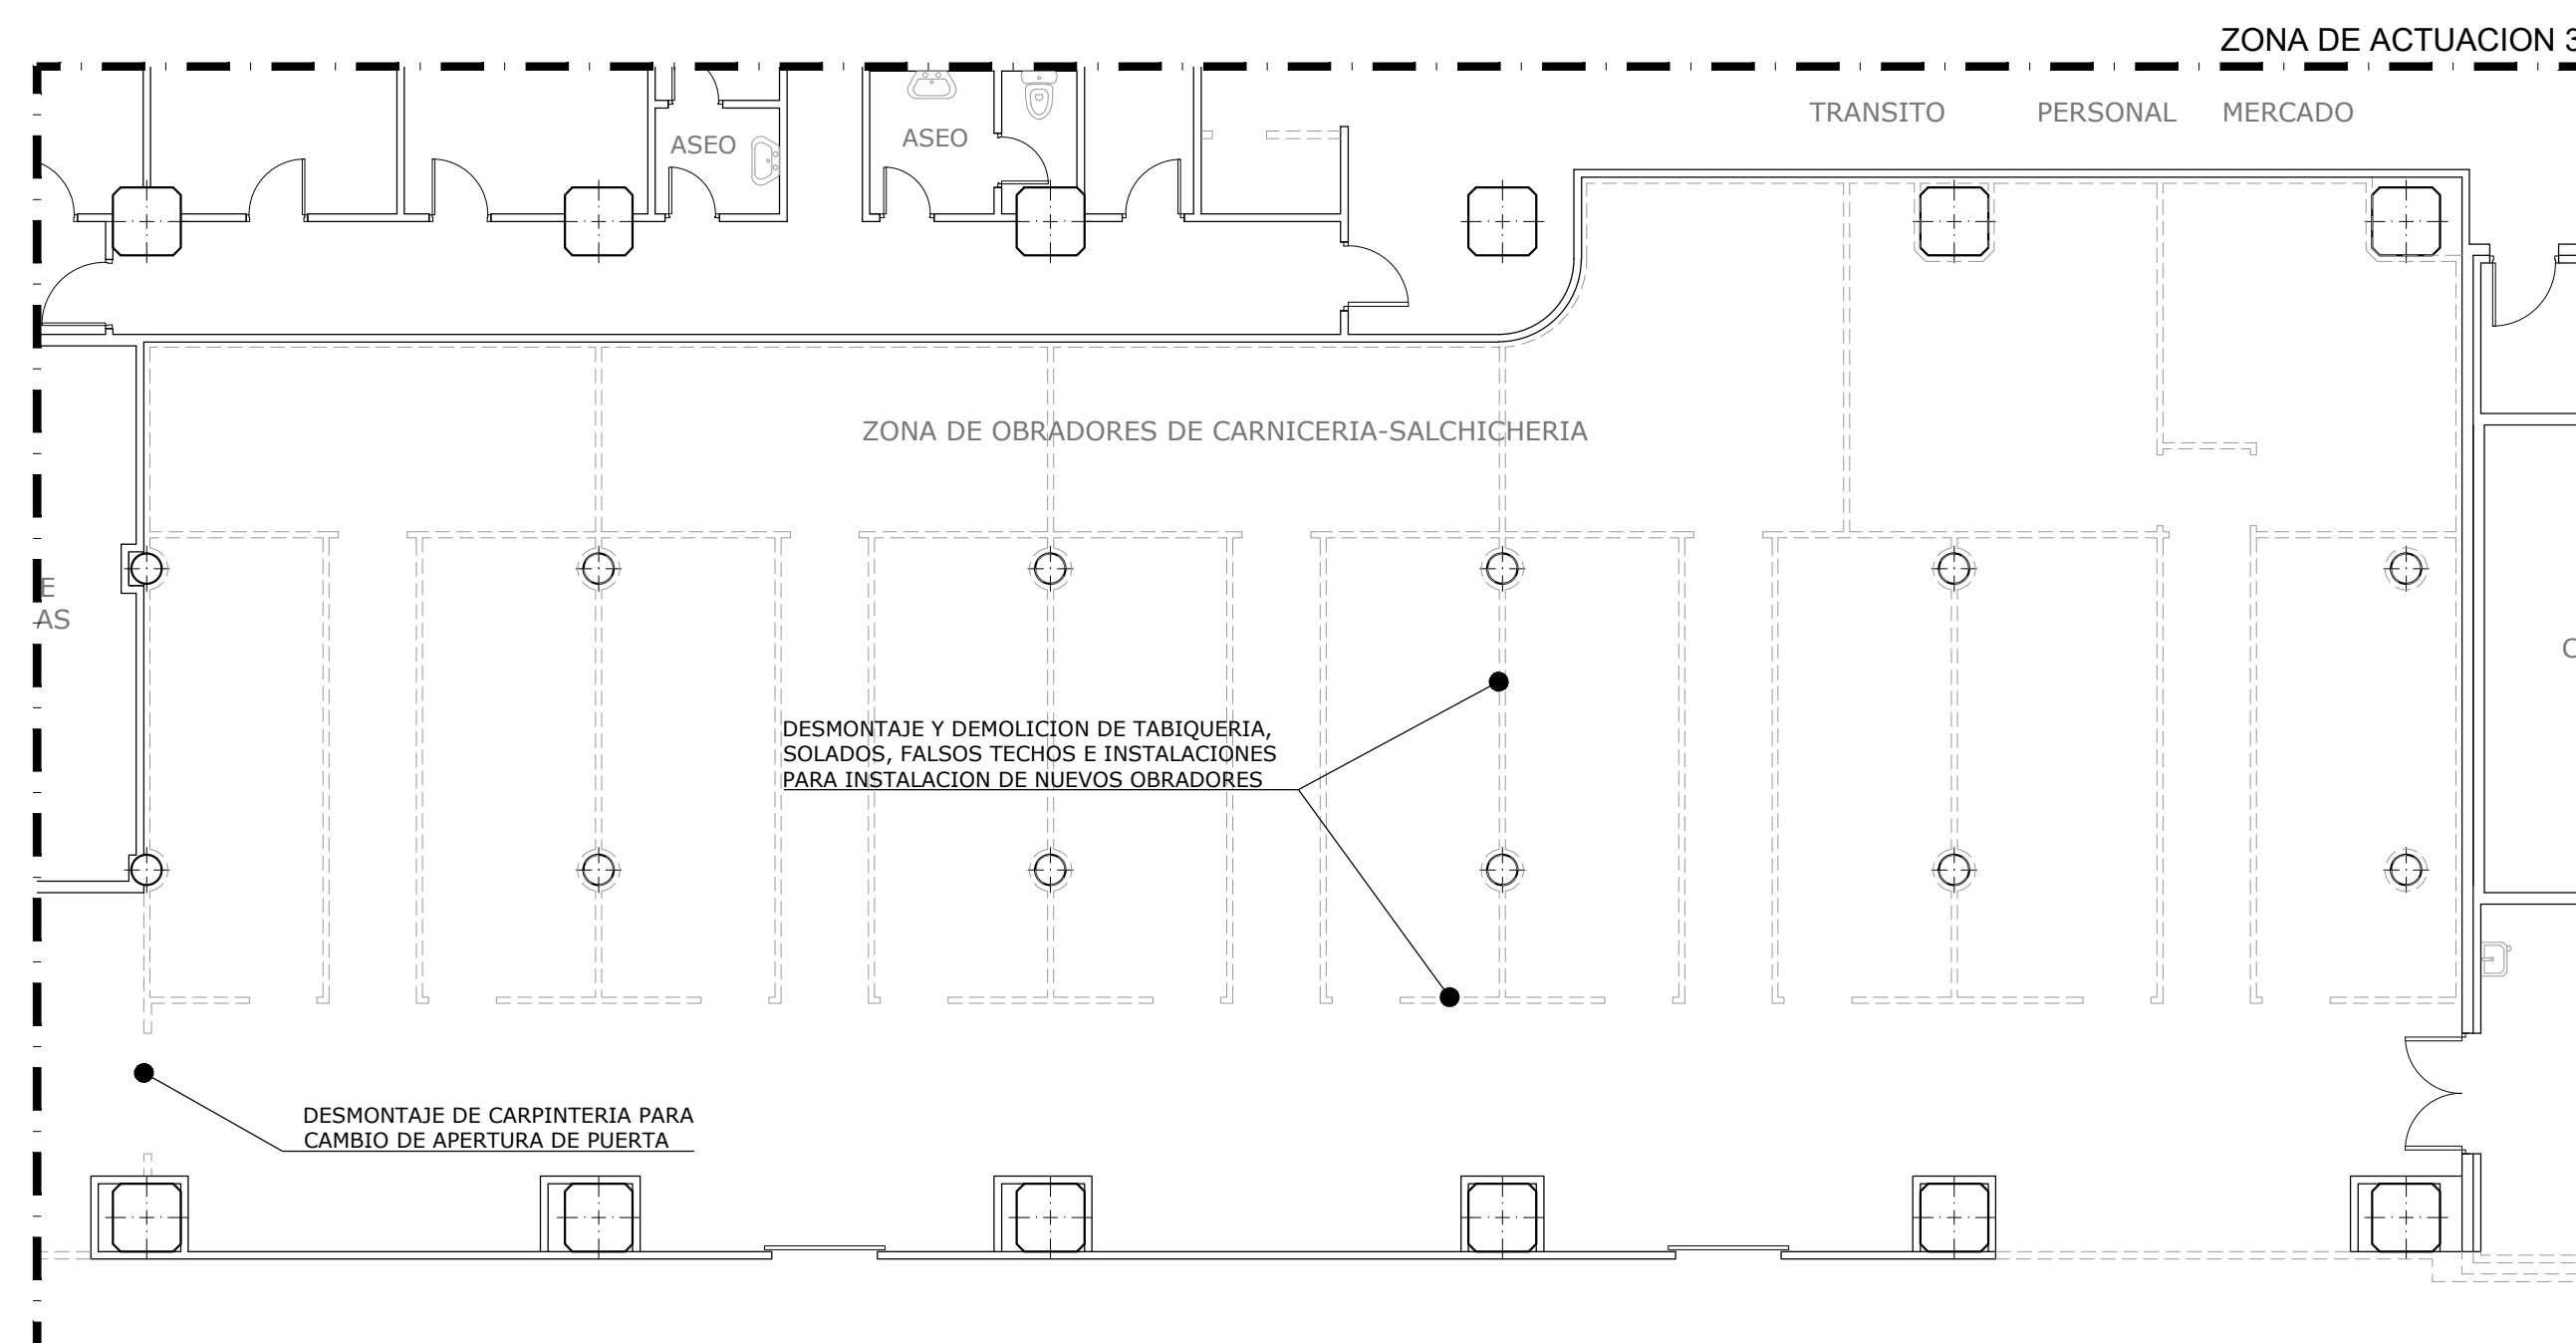 ZONA DE ACTUACION 3
TRANSITO PERSONAL MERCADO
ASEO
ASEO
ZONA DE OBRADORES DE CARNICERIA-SALCHICHERIA
E
AS
DESMONTAJE Y DEMOLICION DE TABIQUERIA,
SOLADOS, FALSOS TECHOS E INSTALACIONES
PARA INSTALACION DE NUEVOS OBRADORES
DESMONTAJE DE CARPINTERIA PARA
CAMBIO DE APERTURA DE PUERTA